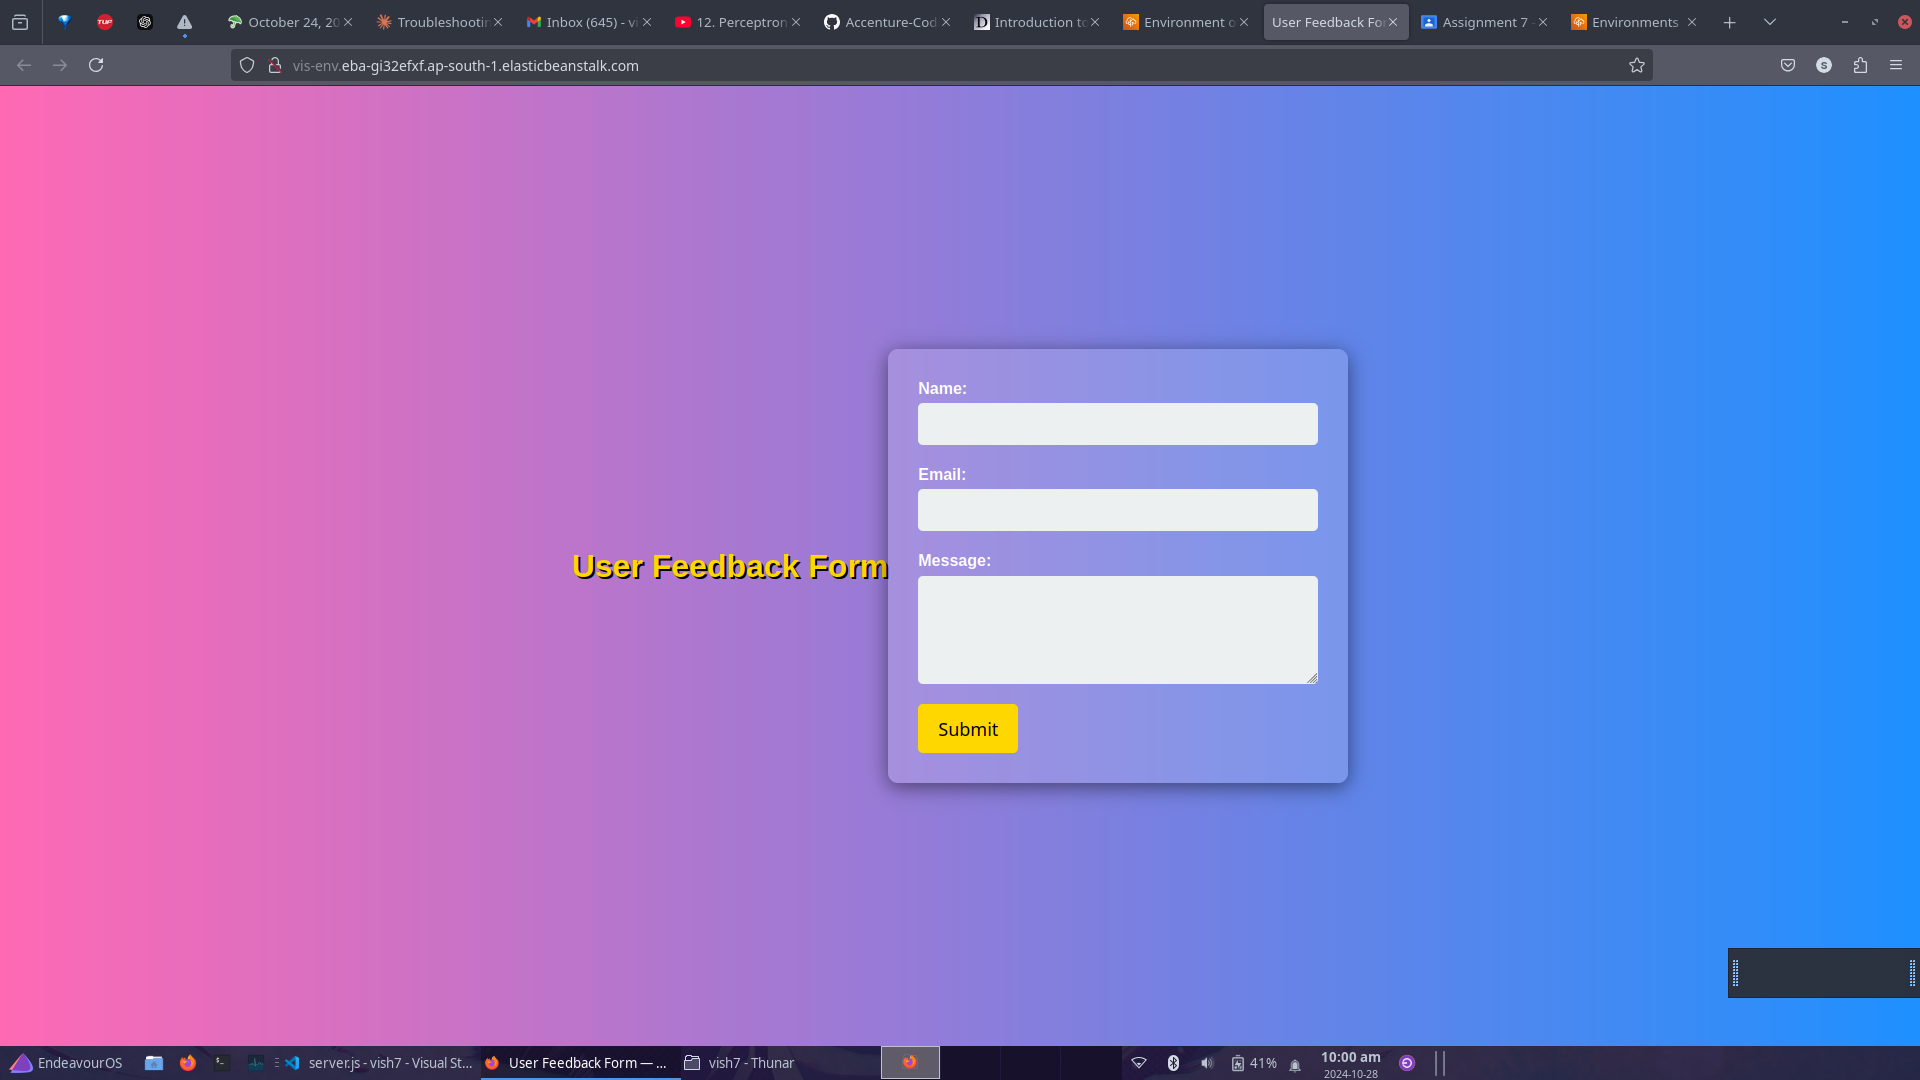 October 24, 20
Troubleshootin
Inbox (645) - vi
12. Perceptron
Accenture-Cod
Introduction to
Environment o
User Feedback Fo
Assignment 7 -
Environments
vis-env.eba-gi32efxf.ap-south-1.elasticbeanstalk.com
S
Name:
Email:
User Feedback Form
Message:
Submit
EndeavourOS
server.js - vish7 - Visual St...
User Feedback Form — ...
vish7 - Thunar
41%
10:00 am
2024-10-28